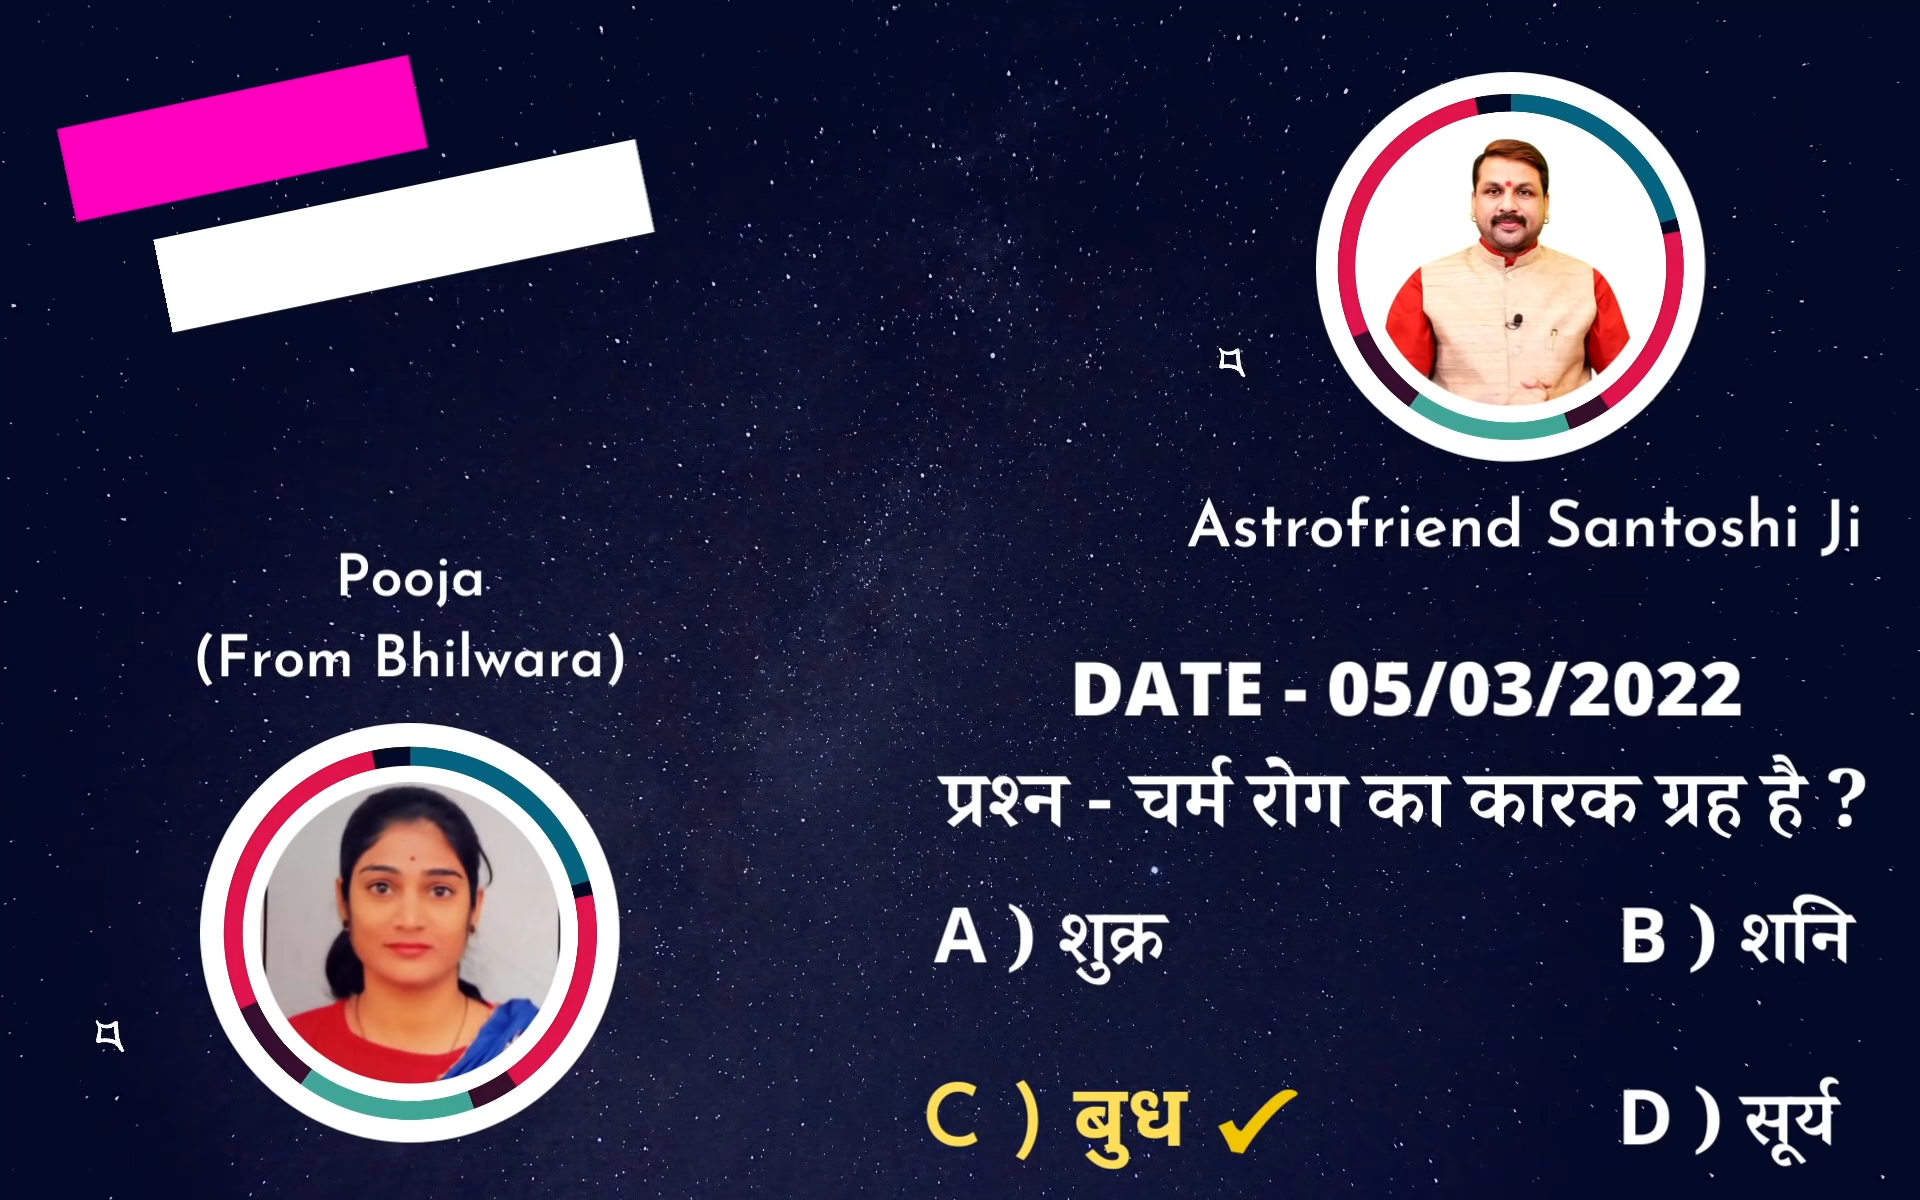 Astrofriend Santoshi Ji
Pooja
(From Bhilwara)
DATE - 05/03/2022
प्रश्न - चर्म रोग का कारक ग्रह है ?
A ) शुक्र
B ) शनि
C ) बुध ✓
D ) सूर्य